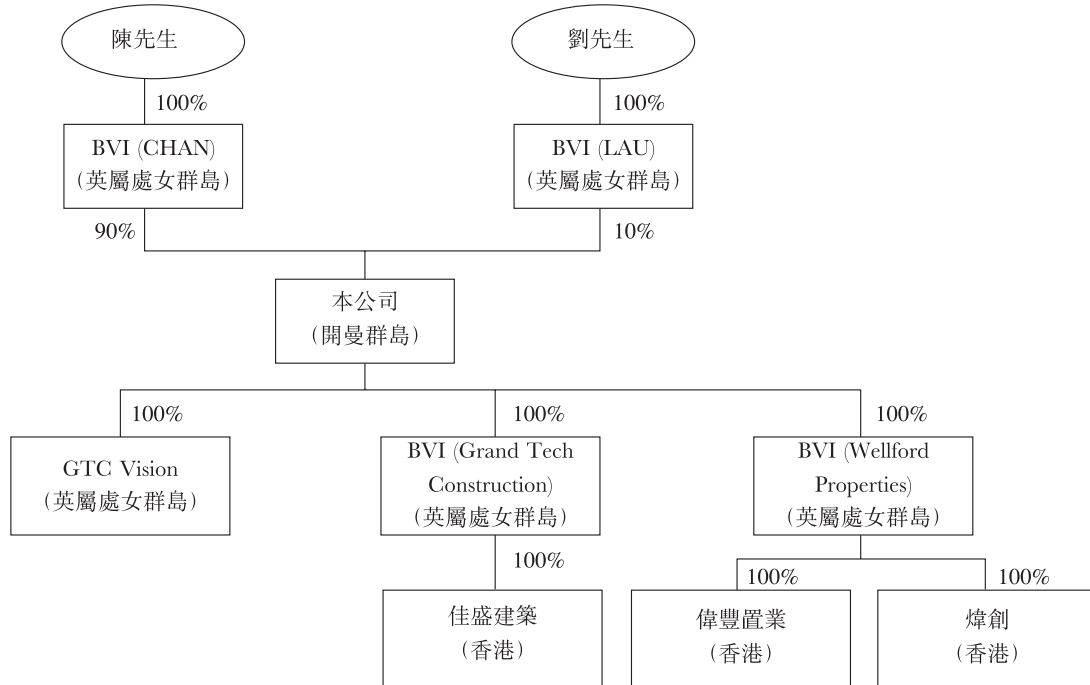 陳先生
劉先生
100%
100%
BVI (CHAN)
(英屬處女群島)
BVI (LAU)
(英屬處女群島)
90%
10%
本公司
(開曼群島)
100%
100%
100%
GTC Vision
(英屬處女群島)
BVI (Grand Tech
Construction)
(英屬處女群島)
BVI (Wellford
Properties)
(英屬處女群島)
100%
100%
100%
佳盛建築
(香港)
偉豐置業
(香港)
煒創
(香港)